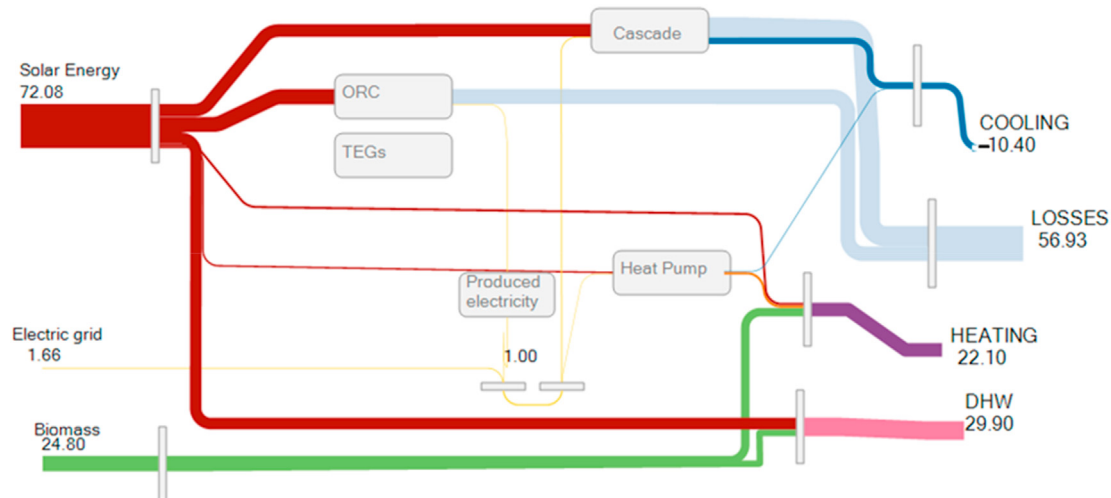 Solar Energy
72.08
Cascade
ORC
TEGs
COOLING
–10.40
LOSSES
56.93
Heat Pump
Produced
electricity
Electric grid
1.66
1.00
HEATING
22.10
DHW
29.90
Biomass
24.80